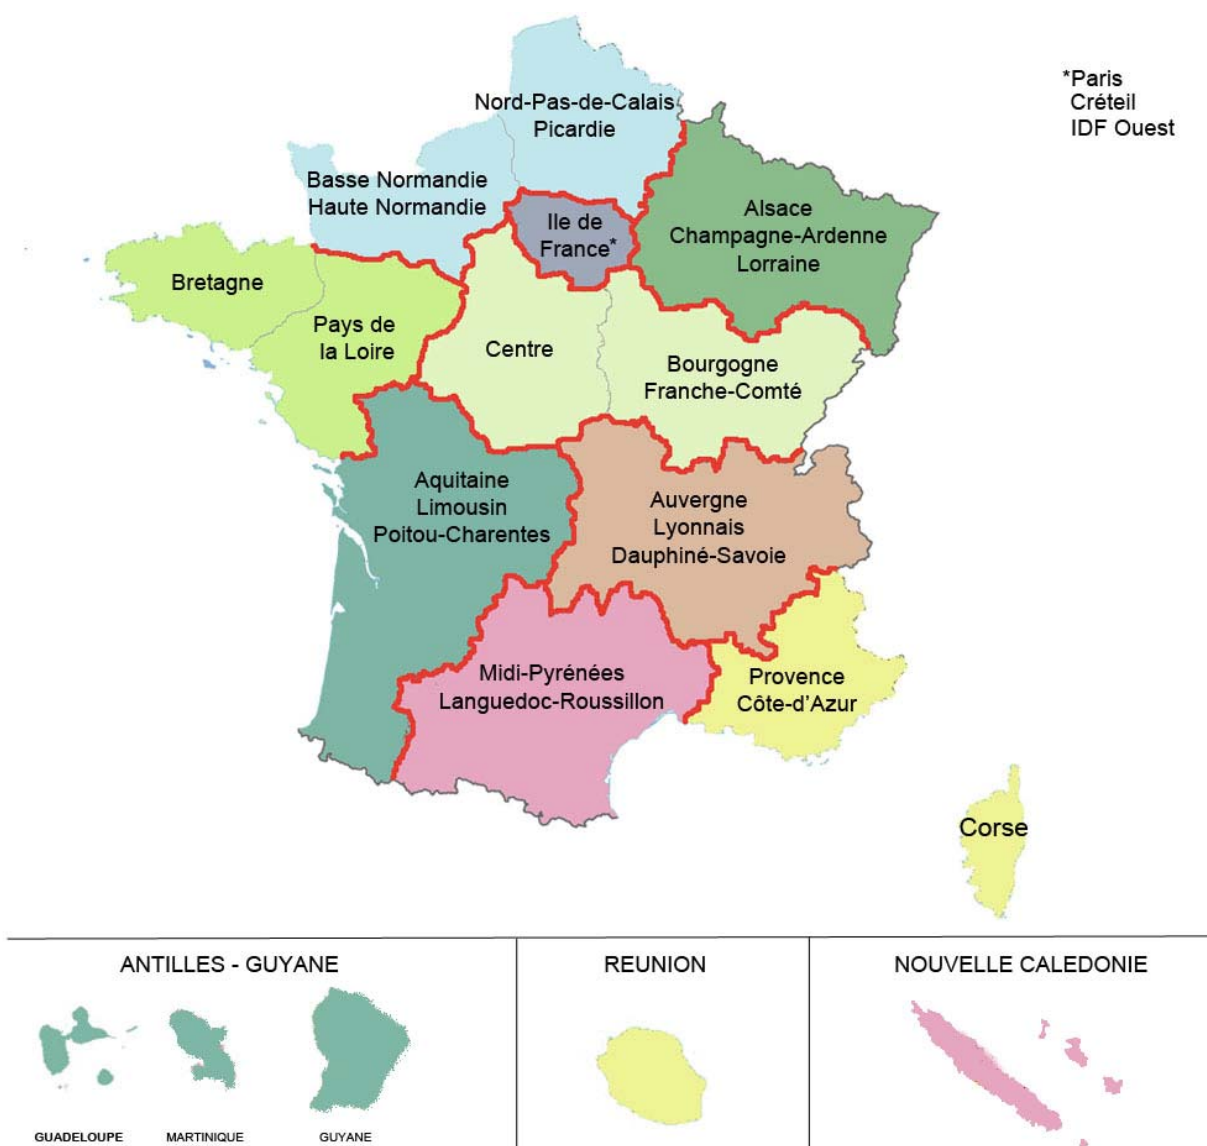 Nord-Pas-de-Calais
Picardie
*Paris
Créteil
IDF Ouest
Basse Normandie
Haute Normandie
Ile de
France*
Alsace
Champagne-Ardenne
Lorraine
Bretagne
Pays de
la Loire
Centre
Bourgogne
Franche-Comté
Aquitaine
Limousin
Poitou-Charentes
Auvergne
Lyonnais
Dauphiné-Savoie
Midi-Pyrénées
Languedoc-Roussillon
Provence
Côte-d'Azur
Corse
ANTILLES - GUYANE
REUNION
NOUVELLE CALEDONIE
GUADELOUPE
MARTINIQUE
GUYANE